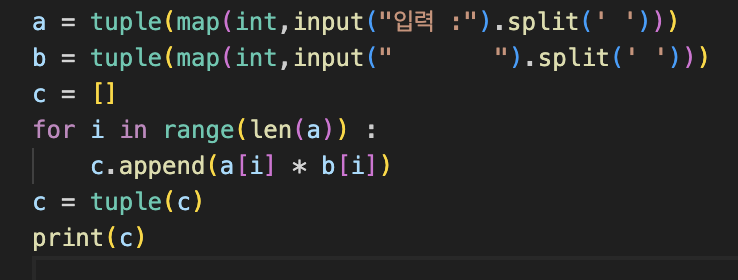 a = tuple(map(int,input("입력 :").split(' ')))
b = tuple(map(int,input("       ").split(' ')))
c = []
for i in range(len(a)) :
    c.append(a[i] * b[i])
c = tuple(c)
print(c)